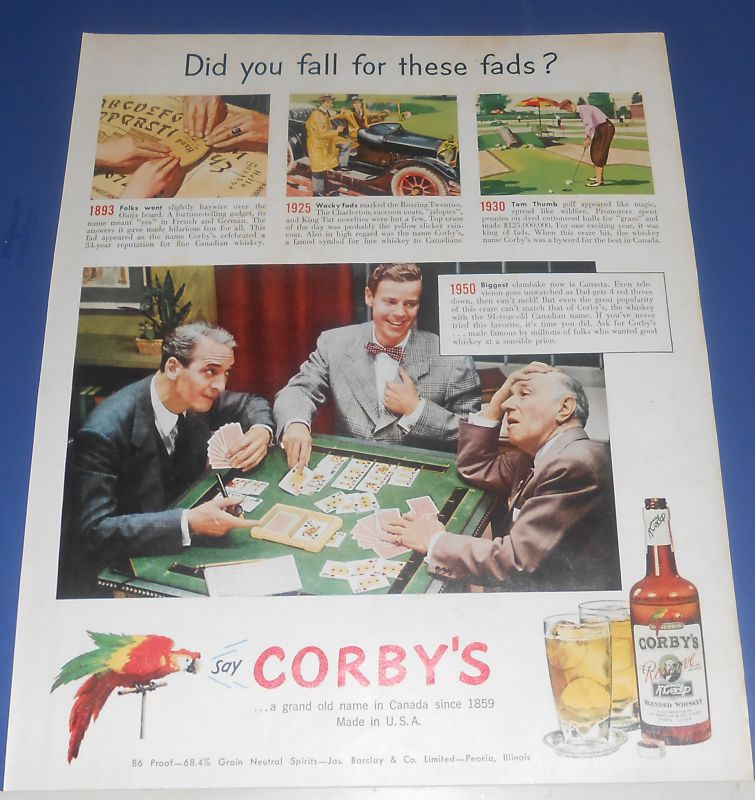 Did you fall for these fads?
1893 Folks went slightly haywire over the
Ouija board. A fortune-telling gadget, its
name meant "yes" in French and German. The
answers it gave made hilarious fun for all. This
fad appeared as the name Corby's celebrated a
34-year reputation for fine Canadian whiskey.
1925 Wacky fads marked the Roaring Twenties.
The Charleston, raccoon coats, "jalopies",
and King Tut novelties were but a few. Top craze
of the day was probably the yellow slicker rain-
coat. Also in high regard was the name Corby's,
a famed symbol for fine whiskey to Canadians
1930 Tom Thumb golf appeared like magic,
spread like wildfire. Promoters spent
pennies on dyed cottonseed hulls for "grass" and
made $125,000,000. For one exciting year, it was
king of fads. When this craze hit, the whiskey
name Corby's was a byword for the best in Canada.
1950 Biggest clambake now is Canasta. Even tele-
vision goes unwatched as Dad gets 4 red threes
down, then can't meld! But even the great popularity
of this craze can't match that of Corby's, the whiskey
with the 91-year-old Canadian name. If you've never
tried this favorite, it's time you did. Ask for Corby's
...made famous by millions of folks who wanted good
whiskey at a sensible price.
Say CORBY'S
...a grand old name in Canada since 1859
Made in U.S.A.
CORBY'S
Reserve
BLENDED WHISKEY
86 Proof—68.4% Grain Neutral Spirits—Jas. Barclay & Co. Limited—Peoria, Illinois